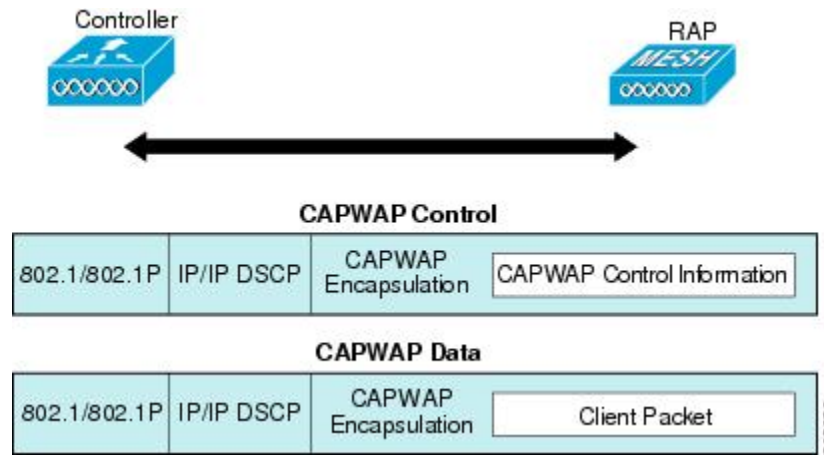 Controller
RAP
MESH
CAPWAP Control
802.1/802.1P IP/IP DSCP CAPWAP Encapsulation CAPWAP Control Information
CAPWAP Data
802.1/802.1P IP/IP DSCP CAPWAP Encapsulation Client Packet